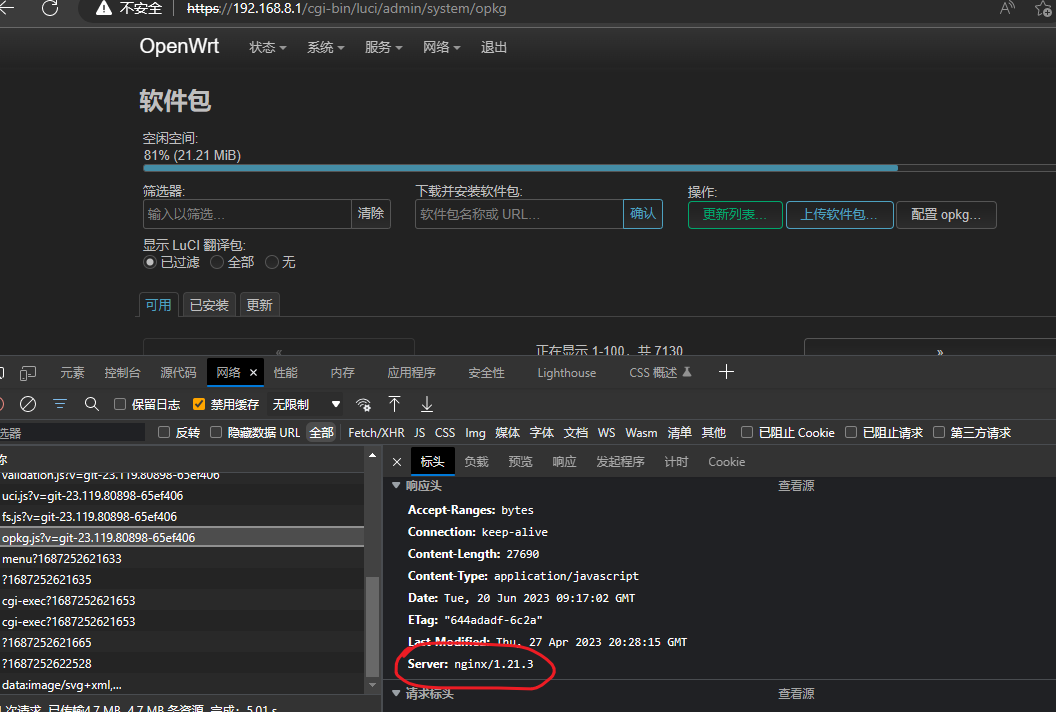 不安全 https://192.168.8.1/cgi-bin/luci/admin/system/opkg
OpenWrt 状态 系统 服务 网络 退出
软件包
空闲空间:
81% (21.21 MiB)
筛选器: 下载并安装软件包: 操作:
输入以筛选... 清除 软件包名称或 URL... 确认 更新列表... 上传软件包... 配置 opkg...
显示 LuCI 翻译包:
已过滤 全部 无
可用 已安装 更新
« 正在显示 1-100，共 7130 »
元素 控制台 源代码 网络 × 性能 内存 应用程序 安全性 Lighthouse CSS 概述
保留日志 禁用缓存 无限制
选器 反转 隐藏数据 URL 全部 Fetch/XHR JS CSS Img 媒体 字体 文档 WS Wasm 清单 其他 已阻止 Cookie 已阻止请求 第三方请求
标头 负载 预览 响应 发起程序 计时 Cookie
validation.js?v=git-23.119.80898-65ef406
uci.js?v=git-23.119.80898-65ef406
fs.js?v=git-23.119.80898-65ef406
opkg.js?v=git-23.119.80898-65ef406
menu?1687252621633
?1687252621635
cgi-exec?1687252621653
cgi-exec?1687252621653
?1687252621665
?1687252622528
data:image/svg+xml,...
次请求 已传输4.7 MB 4.7 MB 条资源 完成: 5.01 s
响应头 查看源
Accept-Ranges: bytes
Connection: keep-alive
Content-Length: 27690
Content-Type: application/javascript
Date: Tue, 20 Jun 2023 09:17:02 GMT
ETag: "644adadf-6c2a"
Last-Modified: Thu, 27 Apr 2023 20:28:15 GMT
Server: nginx/1.21.3
请求标头 查看源